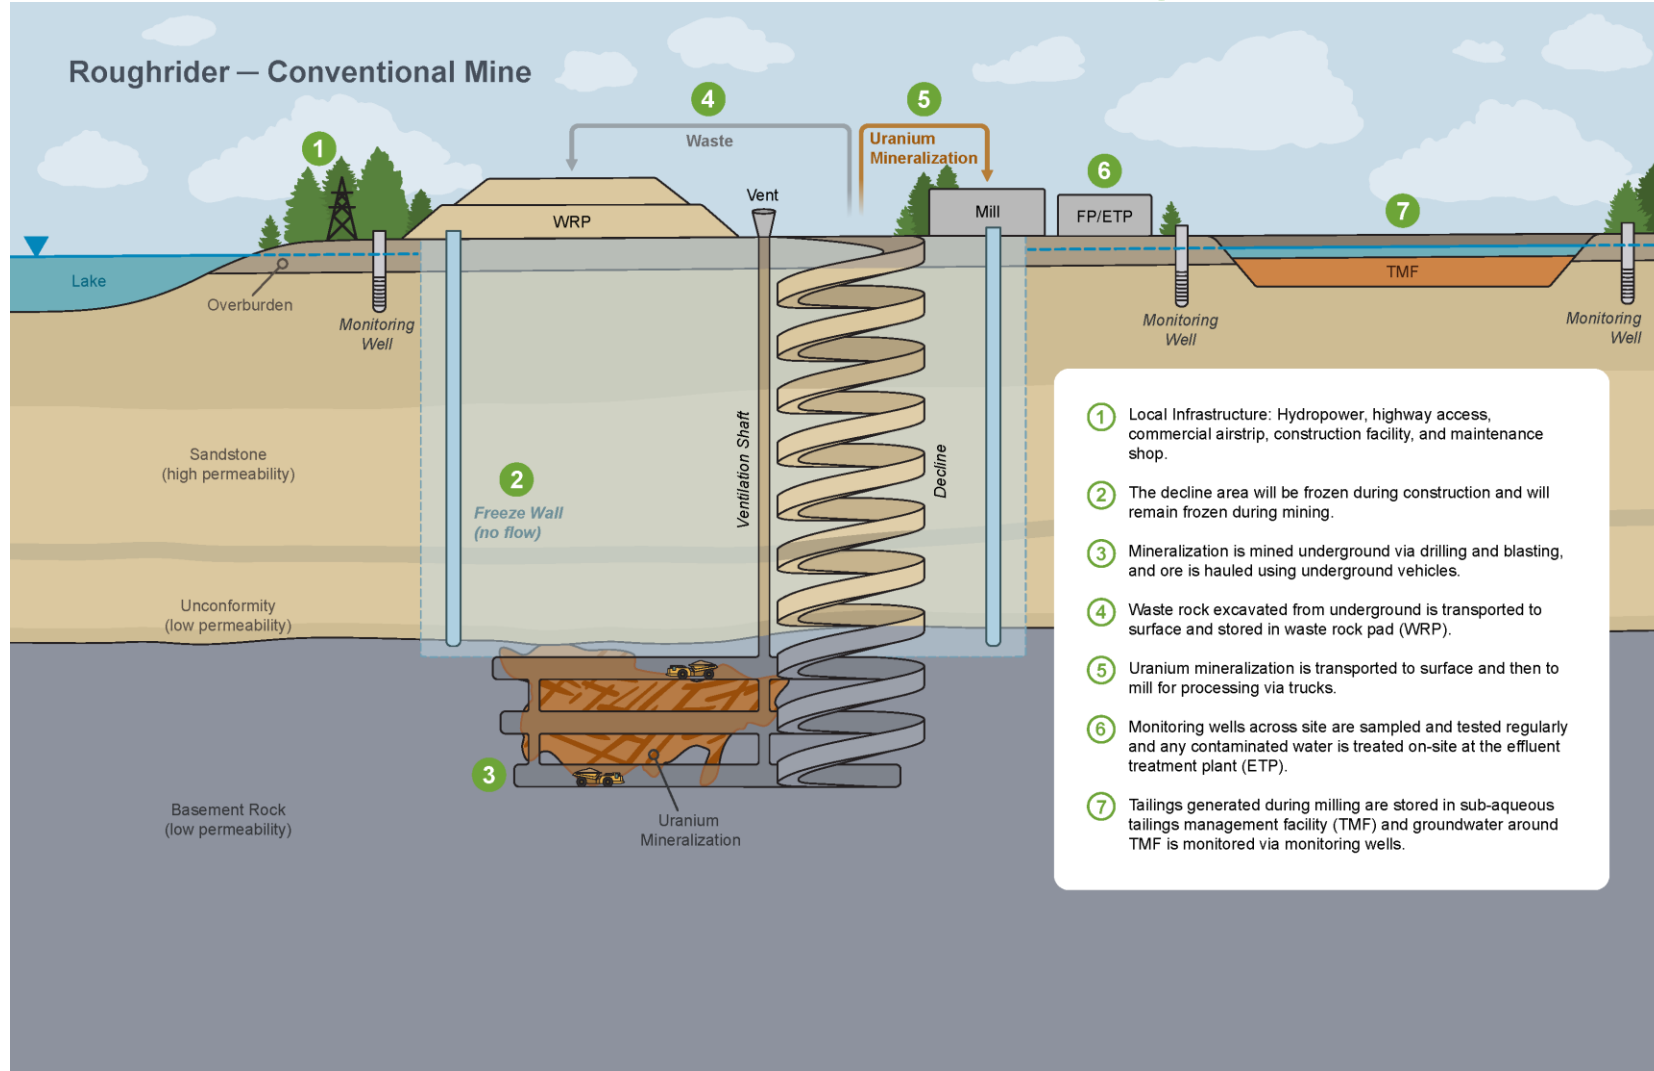 Roughrider — Conventional Mine
4
5
Waste
Uranium
Mineralization
1
6
7
Vent
WRP
Mill
FP/ETP
Lake
Overburden
TMF
Monitoring
Well
Monitoring
Well
Monitoring
Well
Sandstone
(high permeability)
2
Freeze Wall
(no flow)
Ventilation Shaft
Decline
Unconformity
(low permeability)
3
Basement Rock
(low permeability)
Uranium
Mineralization
1 Local Infrastructure: Hydropower, highway access,
commercial airstrip, construction facility, and maintenance
shop.
2 The decline area will be frozen during construction and will
remain frozen during mining.
3 Mineralization is mined underground via drilling and blasting,
and ore is hauled using underground vehicles.
4 Waste rock excavated from underground is transported to
surface and stored in waste rock pad (WRP).
5 Uranium mineralization is transported to surface and then to
mill for processing via trucks.
6 Monitoring wells across site are sampled and tested regularly
and any contaminated water is treated on-site at the effluent
treatment plant (ETP).
7 Tailings generated during milling are stored in sub-aqueous
tailings management facility (TMF) and groundwater around
TMF is monitored via monitoring wells.